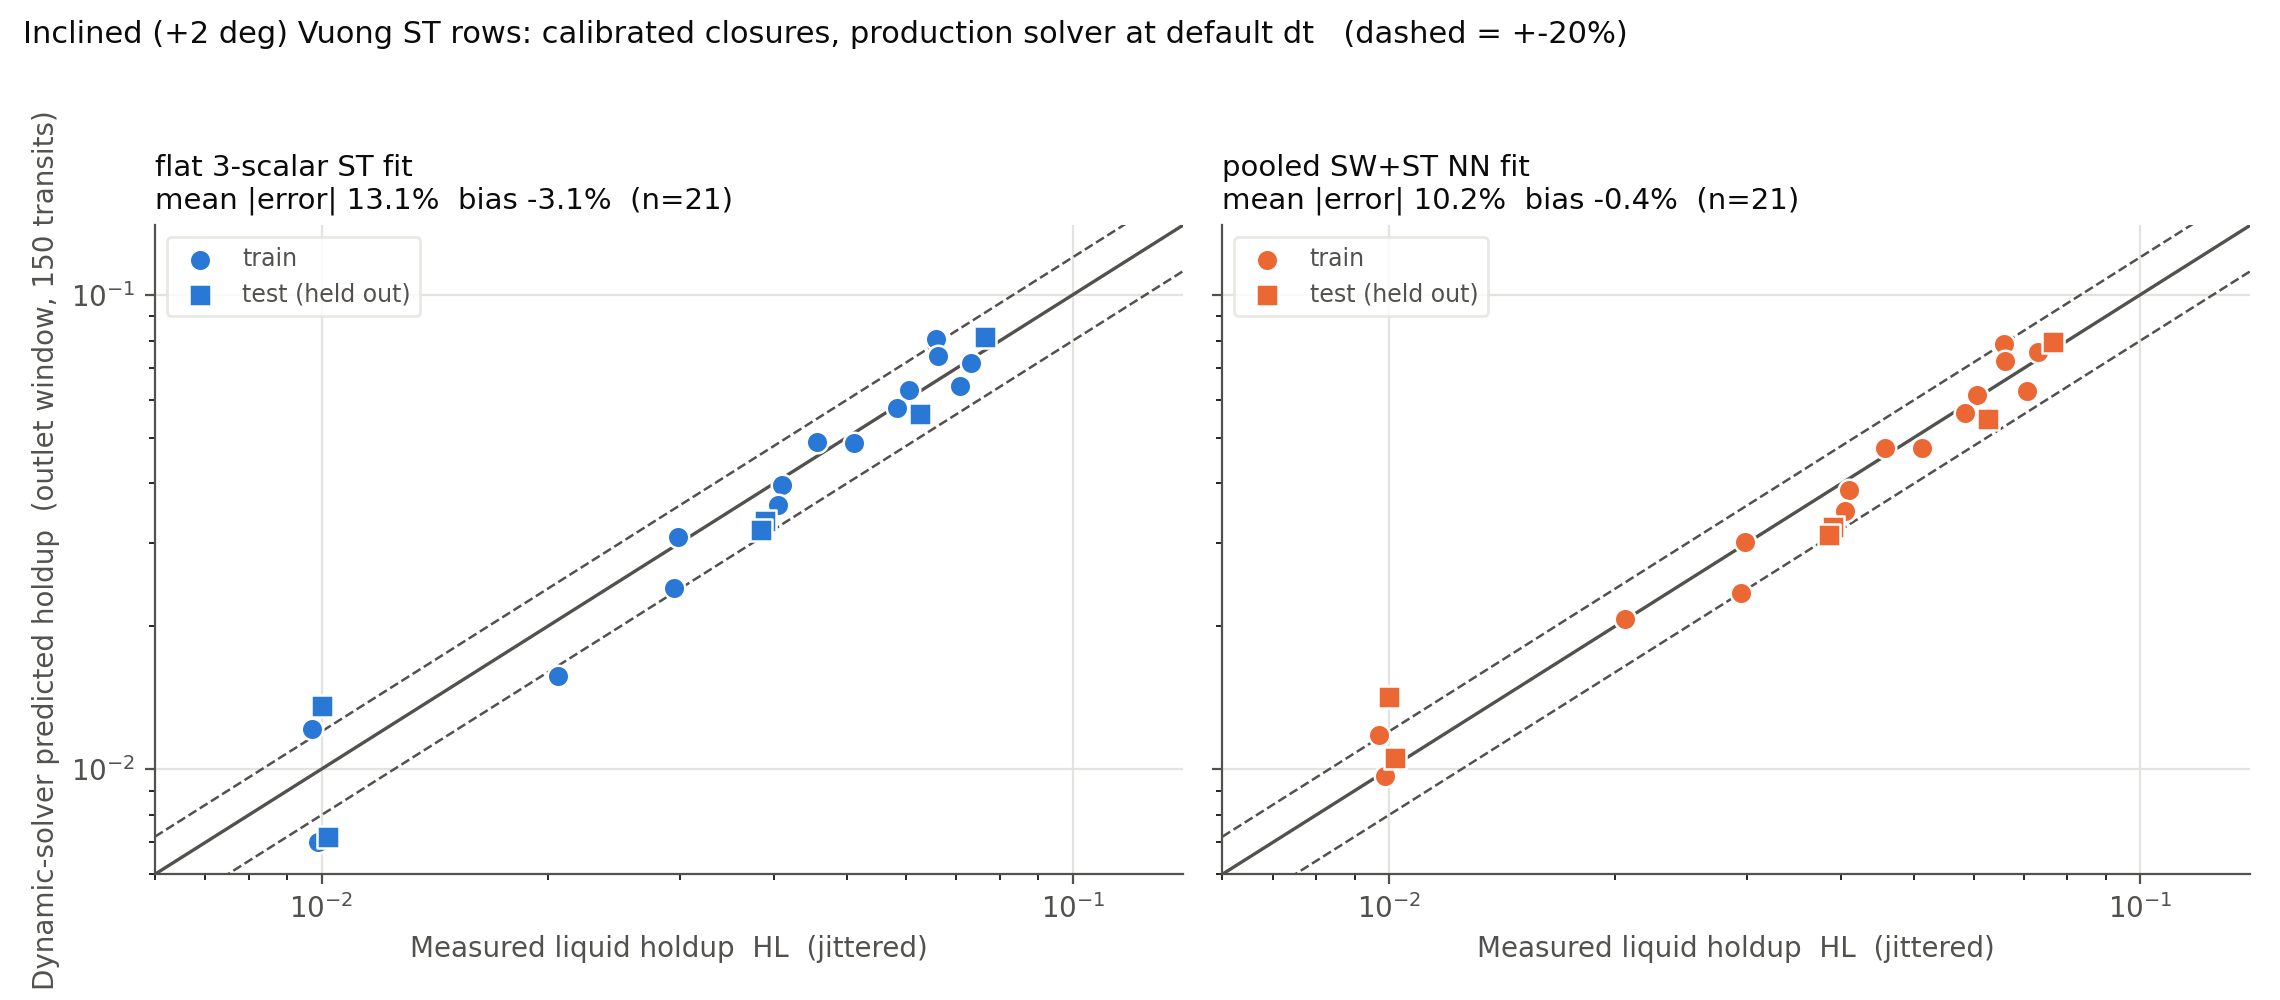 Inclined (+2 deg) Vuong ST rows: calibrated closures, production solver at default dt   (dashed = +-20%)
Dynamic-solver predicted holdup  (outlet window, 150 transits)
flat 3-scalar ST fit
mean |error| 13.1%  bias -3.1%  (n=21)
train
test (held out)
10⁻¹
10⁻²
10⁻²
10⁻¹
Measured liquid holdup  HL  (jittered)
pooled SW+ST NN fit
mean |error| 10.2%  bias -0.4%  (n=21)
train
test (held out)
10⁻²
10⁻¹
Measured liquid holdup  HL  (jittered)